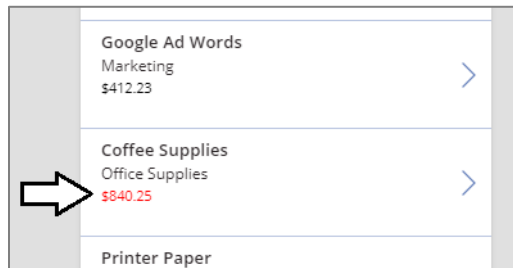 Google Ad Words
Marketing
$412.23
Coffee Supplies
Office Supplies
$840.25
Printer Paper